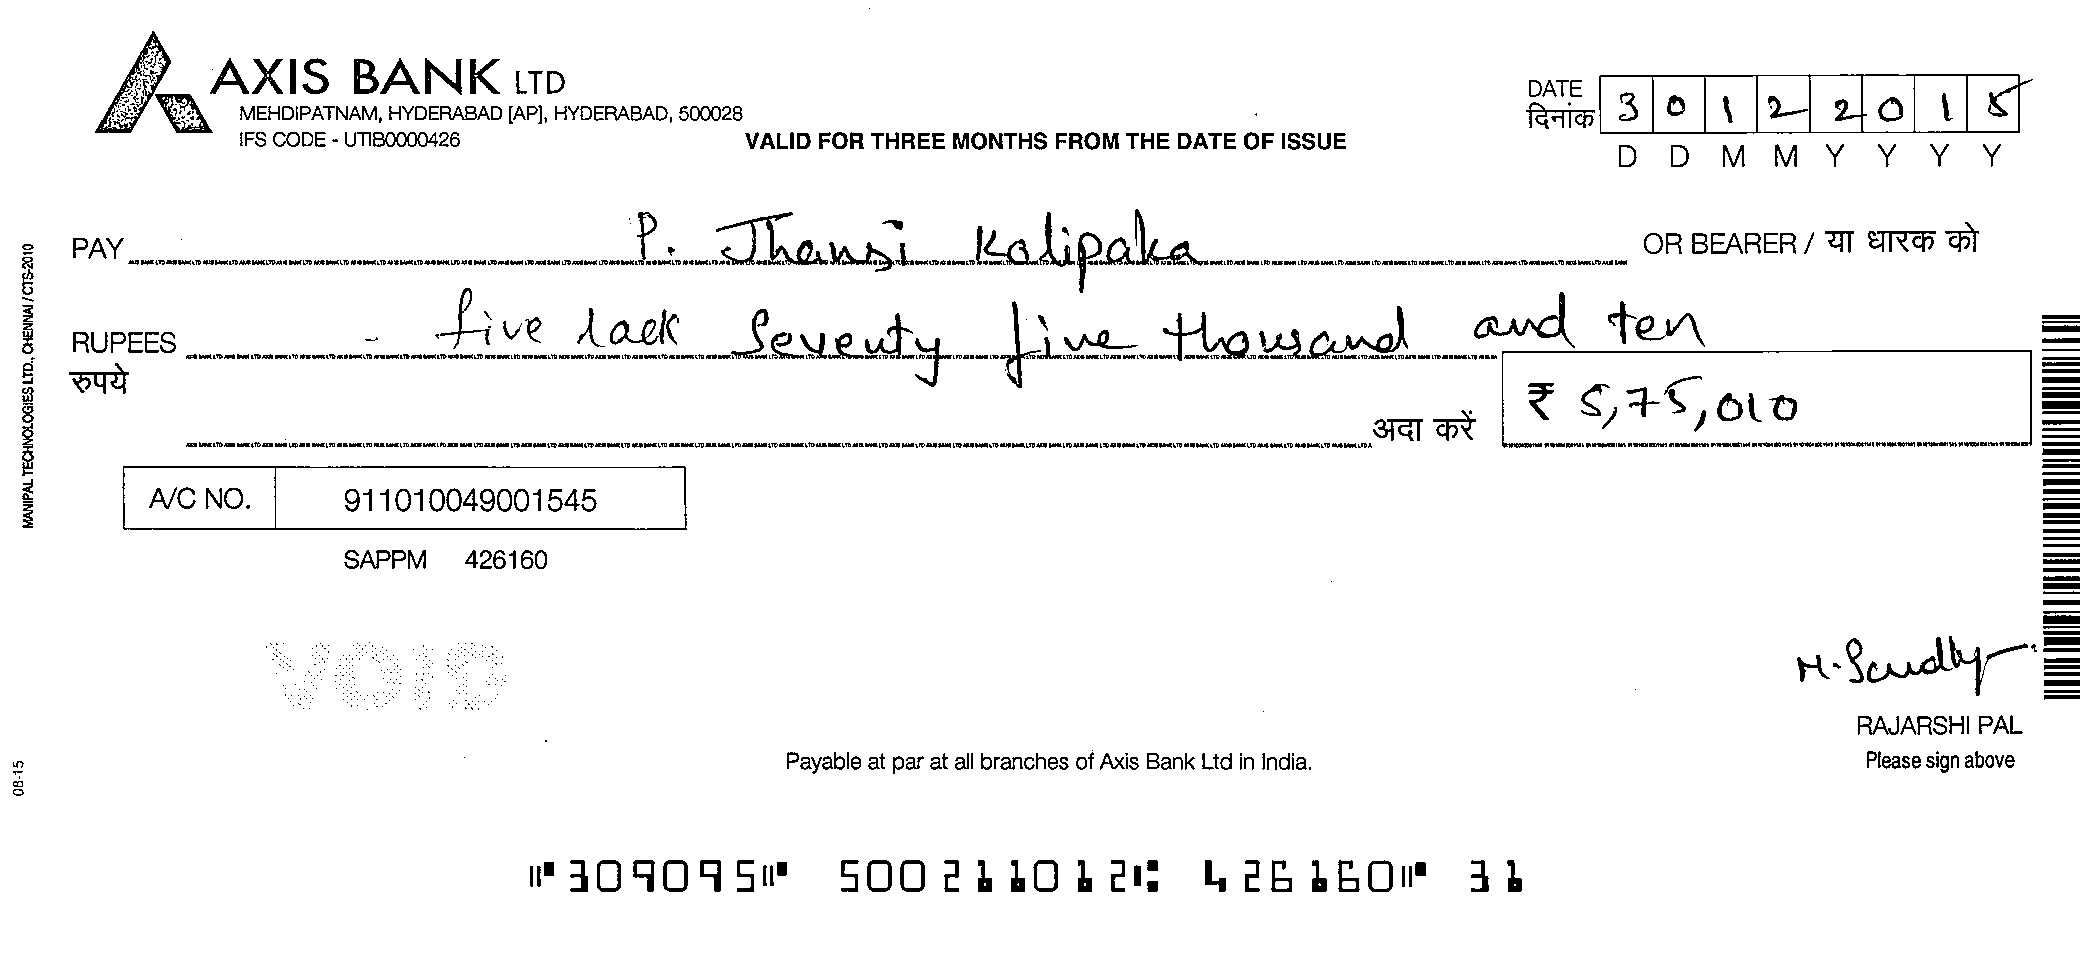 AXIS BANK LTD
MEHDIPATNAM, HYDERABAD [AP], HYDERABAD, 500028
IFS CODE - UTIB0000426
VALID FOR THREE MONTHS FROM THE DATE OF ISSUE
DATE
दिनांक
3 0 1 2 2 0 1 5
D D M M Y Y Y Y
PAY P. Jhansi Kolipaka OR BEARER / या धारक को
RUPEES five lack Seventy five thousand and ten
रुपये
अदा करें ₹ 5,75,010
A/C NO. 911010049001545
SAPPM 426160
VOID
RAJARSHI PAL
Please sign above
Payable at par at all branches of Axis Bank Ltd in India.
⑈309095⑈ 500211012⑆ 426160⑈ 31
MANIPAL TECHNOLOGIES LTD., CHENNAI / CTS-2010
08-15